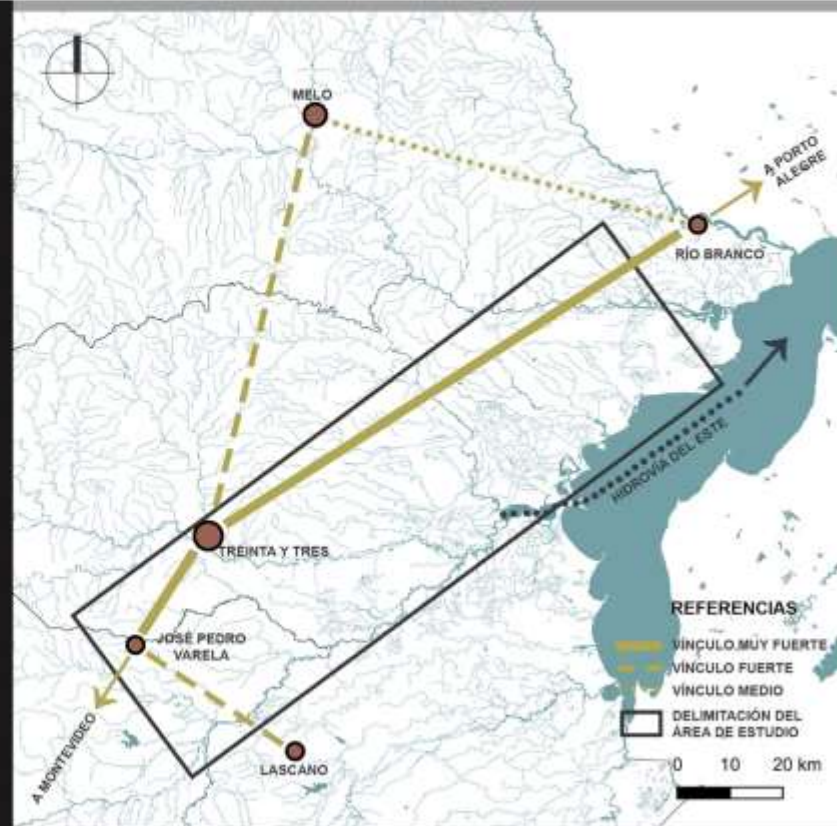 MELO
A PORTO
ALEGRE
RÍO BRANCO
HIDROVÍA DEL ESTE
TREINTA Y TRES
JOSÉ PEDRO
VARELA
A MONTEVIDEO
LASCANO
REFERENCIAS
VÍNCULO MUY FUERTE
VÍNCULO FUERTE
VÍNCULO MEDIO
DELIMITACIÓN DEL
ÁREA DE ESTUDIO
0 10 20 km